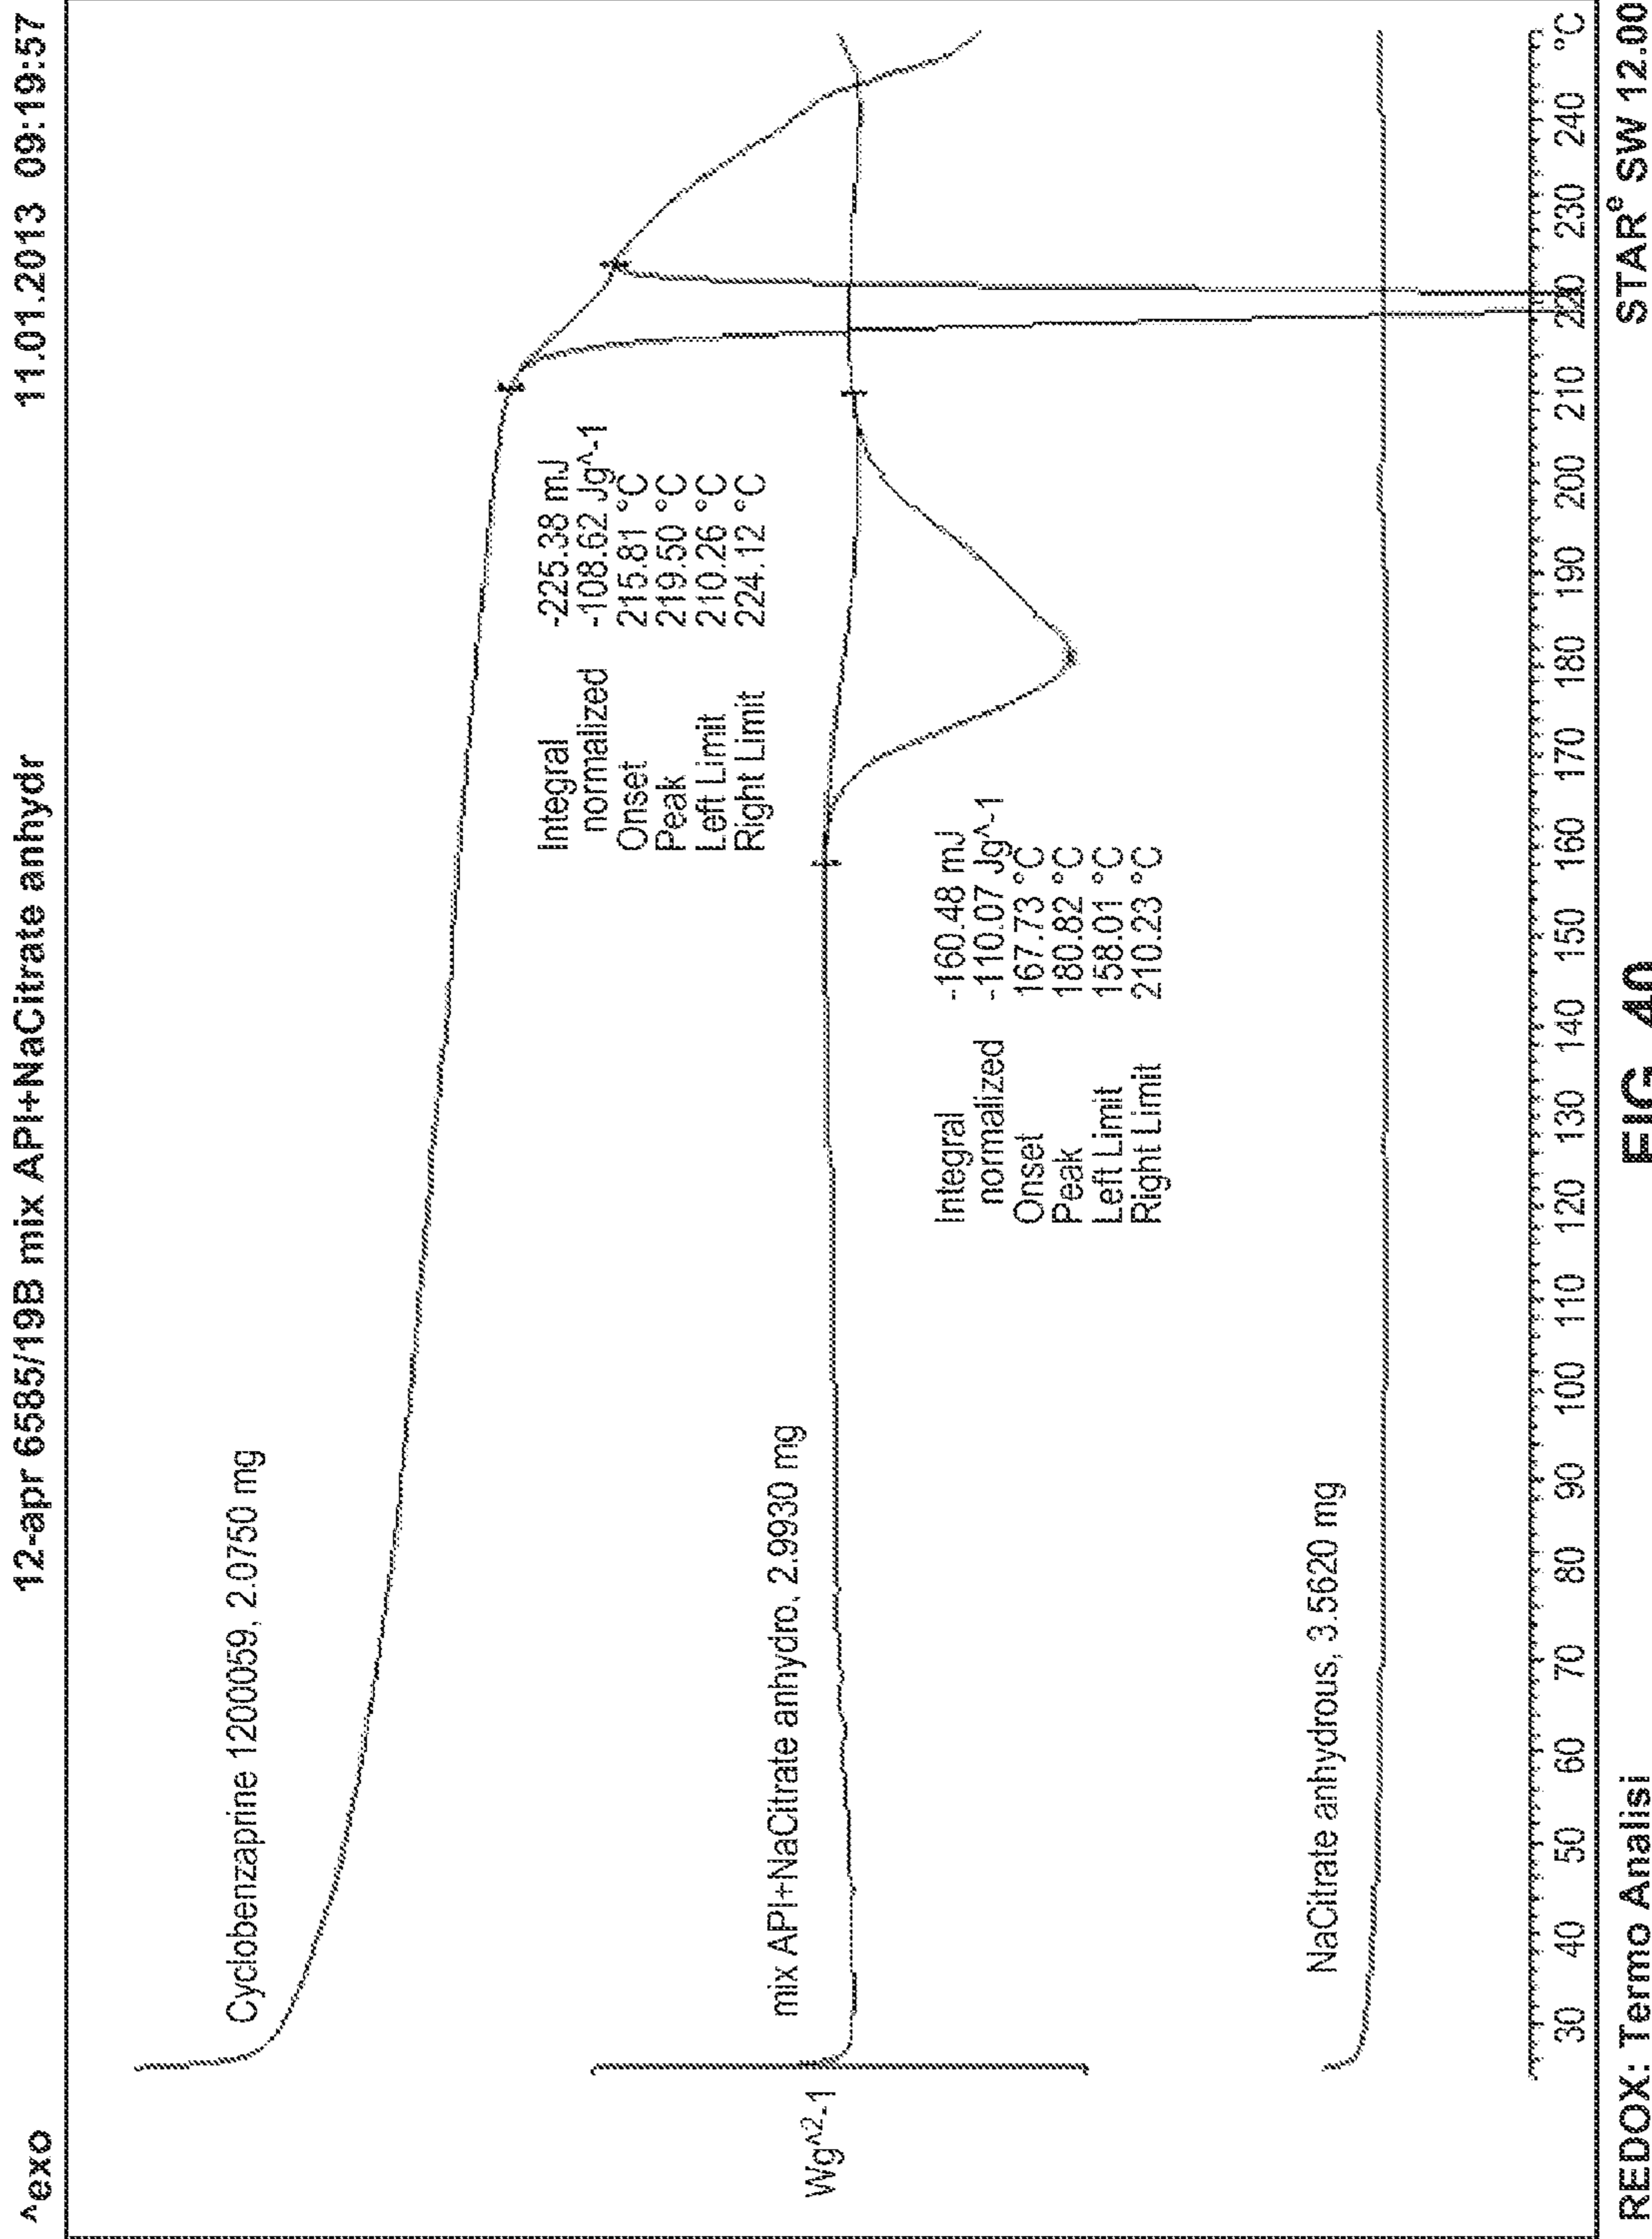 ^exo
12-apr 6585/19B mix API+NaCitrate anhydr
11.01.2013 09:19:57
Cyclobenzaprine 1200059, 2.0750 mg
Integral -225.38 mJ
normalized -108.62 Jg^-1
Onset 215.81 °C
Peak 219.50 °C
Left Limit 210.26 °C
Right Limit 224.12 °C
mix API+NaCitrate anhydro, 2.9930 mg
Wg^2-1
Integral -160.48 mJ
normalized -110.07 Jg^-1
Onset 167.73 °C
Peak 180.82 °C
Left Limit 158.01 °C
Right Limit 210.23 °C
NaCitrate anhydrous, 3.5620 mg
30 40 50 60 70 80 90 100 110 120 130 140 150 160 170 180 190 200 210 220 230 240 °C
REDOX: Termo Analisi
FIG. 40
STARe SW 12.00